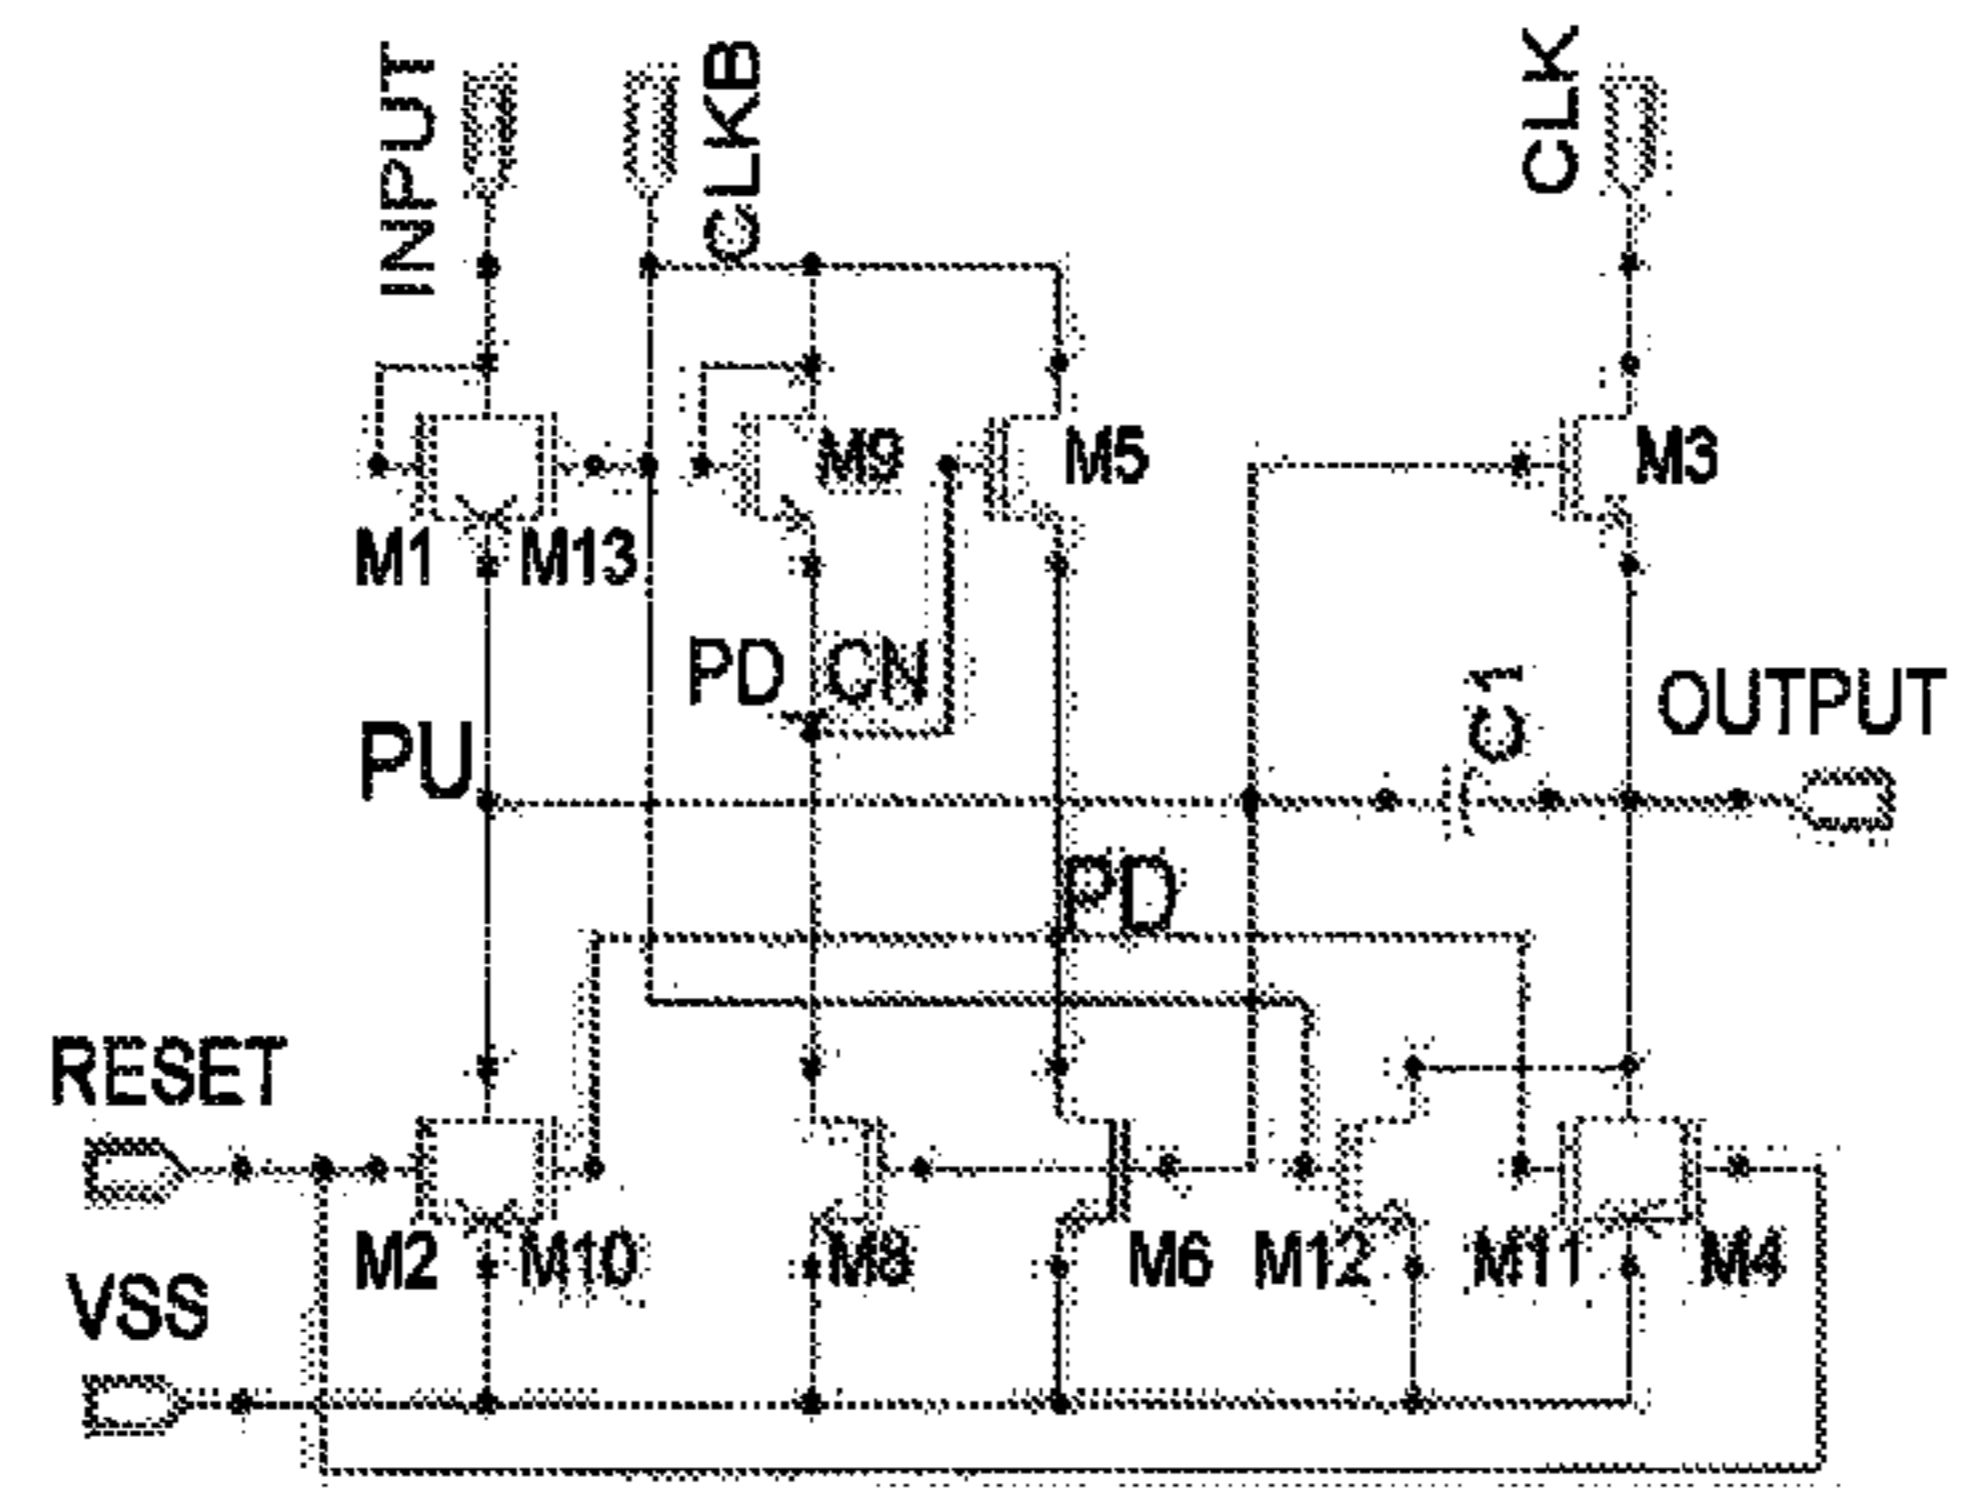 INPUT
CLKB
CLK
M9
M5
M3
M1
M13
PD_CN
C1
OUTPUT
PU
PD
RESET
M2
M10
M8
M6
M12
M11
M4
VSS